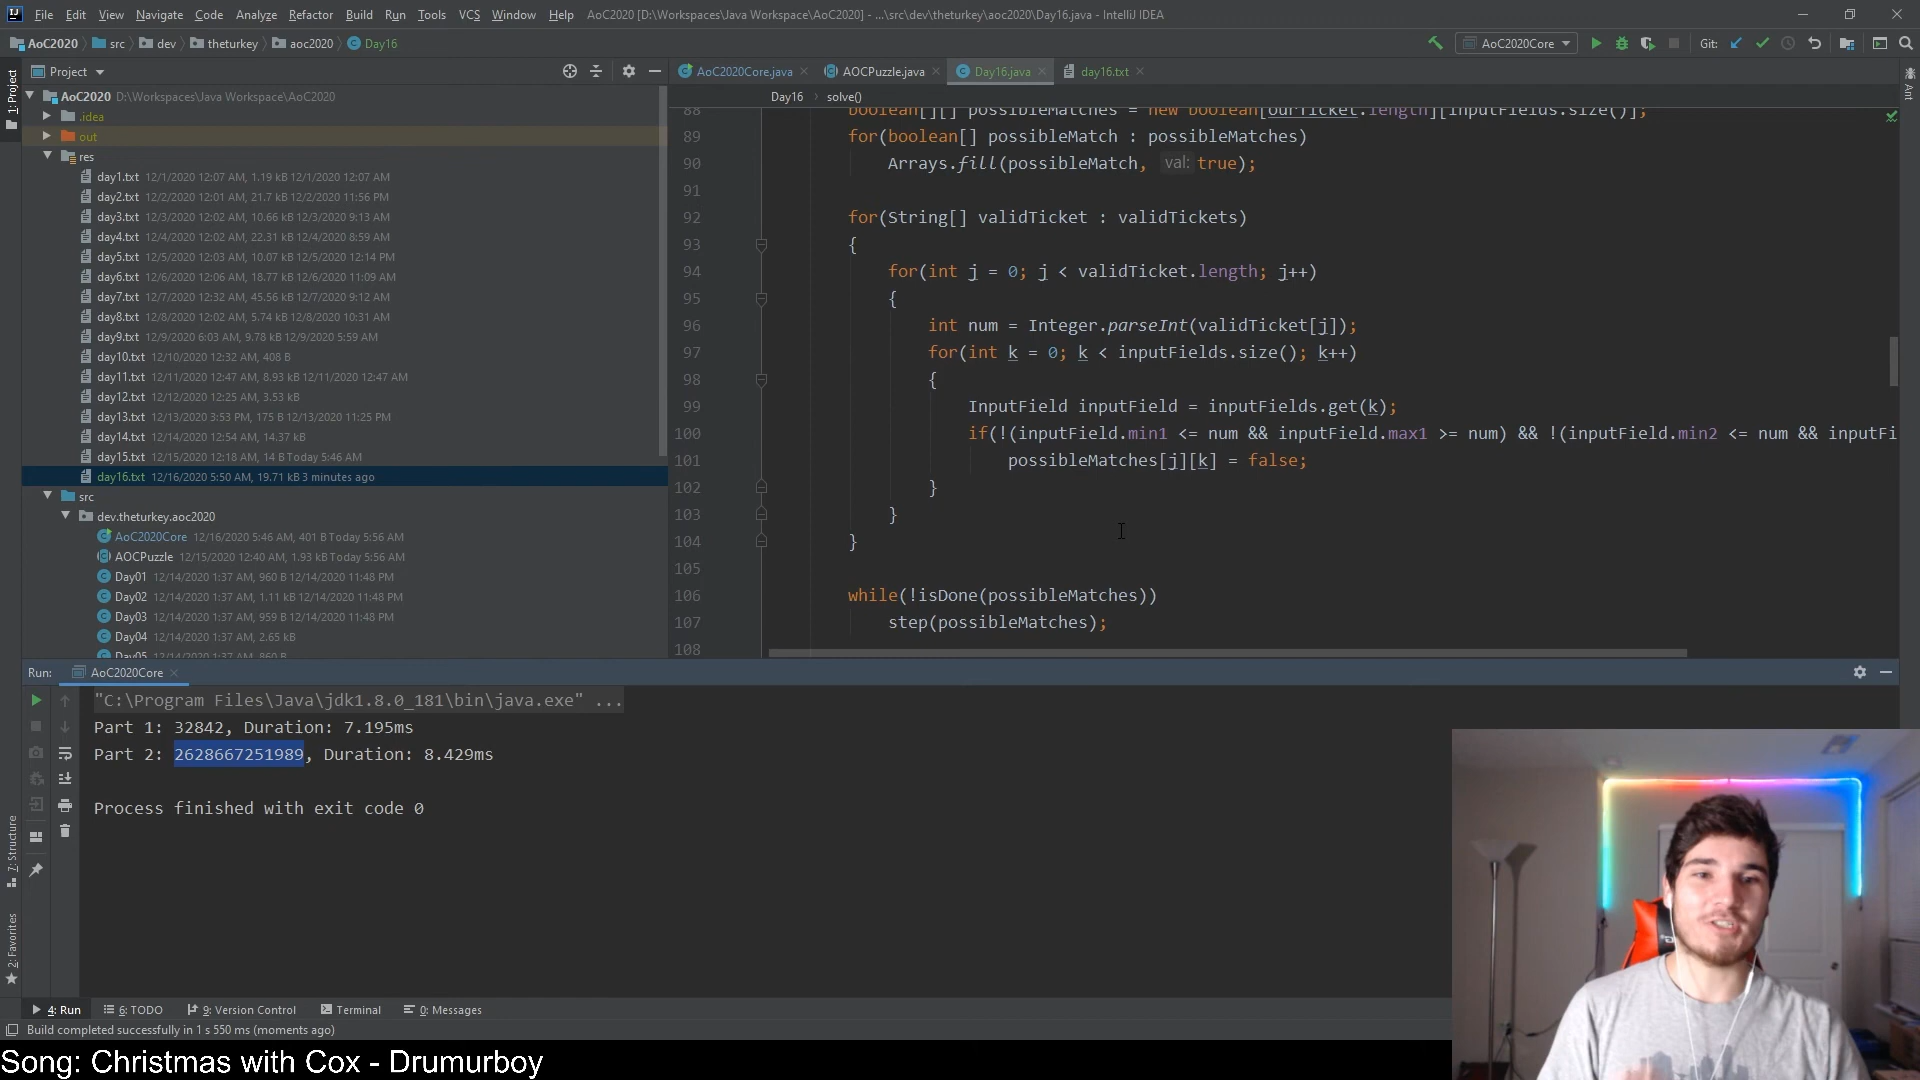 File Edit View Navigate Code Analyze Refactor Build Run Tools VCS Window Help AoC2020 [D:\Workspaces\Java Workspace\AoC2020] - ...\src\dev\theturkey\aoc2020\Day16.java - IntelliJ IDEA
AoC2020 src dev theturkey aoc2020 Day16 AoC2020Core Git:
1: Project
Project
AoC2020Core.java AOCPuzzle.java Day16.java day16.txt
Ant
AoC2020 D:\Workspaces\Java Workspace\AoC2020
.idea
out
res
day1.txt 12/1/2020 12:07 AM, 1.19 kB 12/1/2020 12:07 AM
day2.txt 12/2/2020 12:01 AM, 21.7 kB 12/2/2020 11:56 PM
day3.txt 12/3/2020 12:02 AM, 10.66 kB 12/3/2020 9:13 AM
day4.txt 12/4/2020 12:02 AM, 22.31 kB 12/4/2020 8:59 AM
day5.txt 12/5/2020 12:03 AM, 10.07 kB 12/5/2020 12:14 PM
day6.txt 12/6/2020 12:06 AM, 18.77 kB 12/6/2020 11:09 AM
day7.txt 12/7/2020 12:32 AM, 45.56 kB 12/7/2020 9:12 AM
day8.txt 12/8/2020 12:02 AM, 5.74 kB 12/8/2020 10:31 AM
day9.txt 12/9/2020 6:03 AM, 9.78 kB 12/9/2020 5:59 AM
day10.txt 12/10/2020 12:32 AM, 408 B
day11.txt 12/11/2020 12:47 AM, 8.93 kB 12/11/2020 12:47 AM
day12.txt 12/12/2020 12:25 AM, 3.53 kB
day13.txt 12/13/2020 3:53 PM, 175 B 12/13/2020 11:25 PM
day14.txt 12/14/2020 12:54 AM, 14.37 kB
day15.txt 12/15/2020 12:18 AM, 14 B Today 5:46 AM
day16.txt 12/16/2020 5:50 AM, 19.71 kB 3 minutes ago
src
dev.theturkey.aoc2020
AoC2020Core 12/16/2020 5:46 AM, 401 B Today 5:56 AM
AOCPuzzle 12/15/2020 12:40 AM, 1.93 kB Today 5:56 AM
Day01 12/14/2020 1:37 AM, 960 B 12/14/2020 11:48 PM
Day02 12/14/2020 1:37 AM, 1.11 kB 12/14/2020 11:48 PM
Day03 12/14/2020 1:37 AM, 959 B 12/14/2020 11:48 PM
Day04 12/14/2020 1:37 AM, 2.65 kB
Day05 12/14/2020 1:37 AM, 860 B
Day16 solve()
88 boolean[][] possibleMatches = new boolean[ourTicket.length][inputFields.size()];
89 for(boolean[] possibleMatch : possibleMatches)
90 Arrays.fill(possibleMatch, val: true);
91
92 for(String[] validTicket : validTickets)
93 {
94 for(int j = 0; j < validTicket.length; j++)
95 {
96 int num = Integer.parseInt(validTicket[j]);
97 for(int k = 0; k < inputFields.size(); k++)
98 {
99 InputField inputField = inputFields.get(k);
100 if(!(inputField.min1 <= num && inputField.max1 >= num) && !(inputField.min2 <= num && inputFi
101 possibleMatches[j][k] = false;
102 }
103 }
104 }
105
106 while(!isDone(possibleMatches))
107 step(possibleMatches);
108
Run: AoC2020Core
"C:\Program Files\Java\jdk1.8.0_181\bin\java.exe" ...
Part 1: 32842, Duration: 7.195ms
Part 2: 2628667251989, Duration: 8.429ms
Process finished with exit code 0
7: Structure
2: Favorites
4: Run 6: TODO 9: Version Control Terminal 0: Messages
Build completed successfully in 1 s 550 ms (moments ago)
Song: Christmas with Cox - Drumurboy